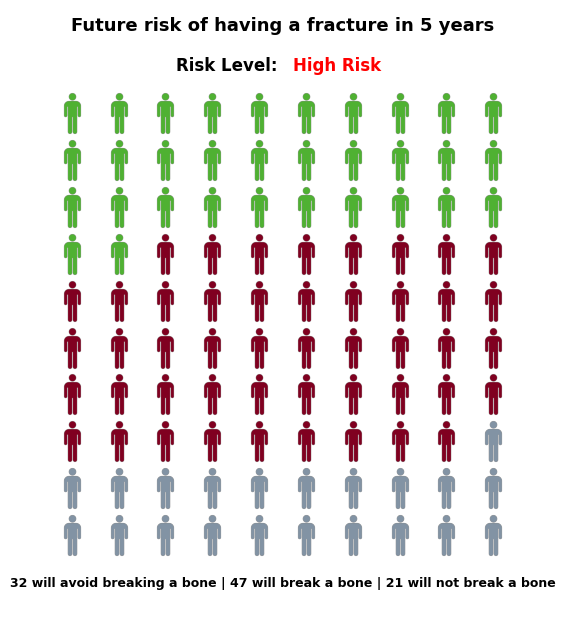 Future risk of having a fracture in 5 years
Risk Level: High Risk
32 will avoid breaking a bone | 47 will break a bone | 21 will not break a bone